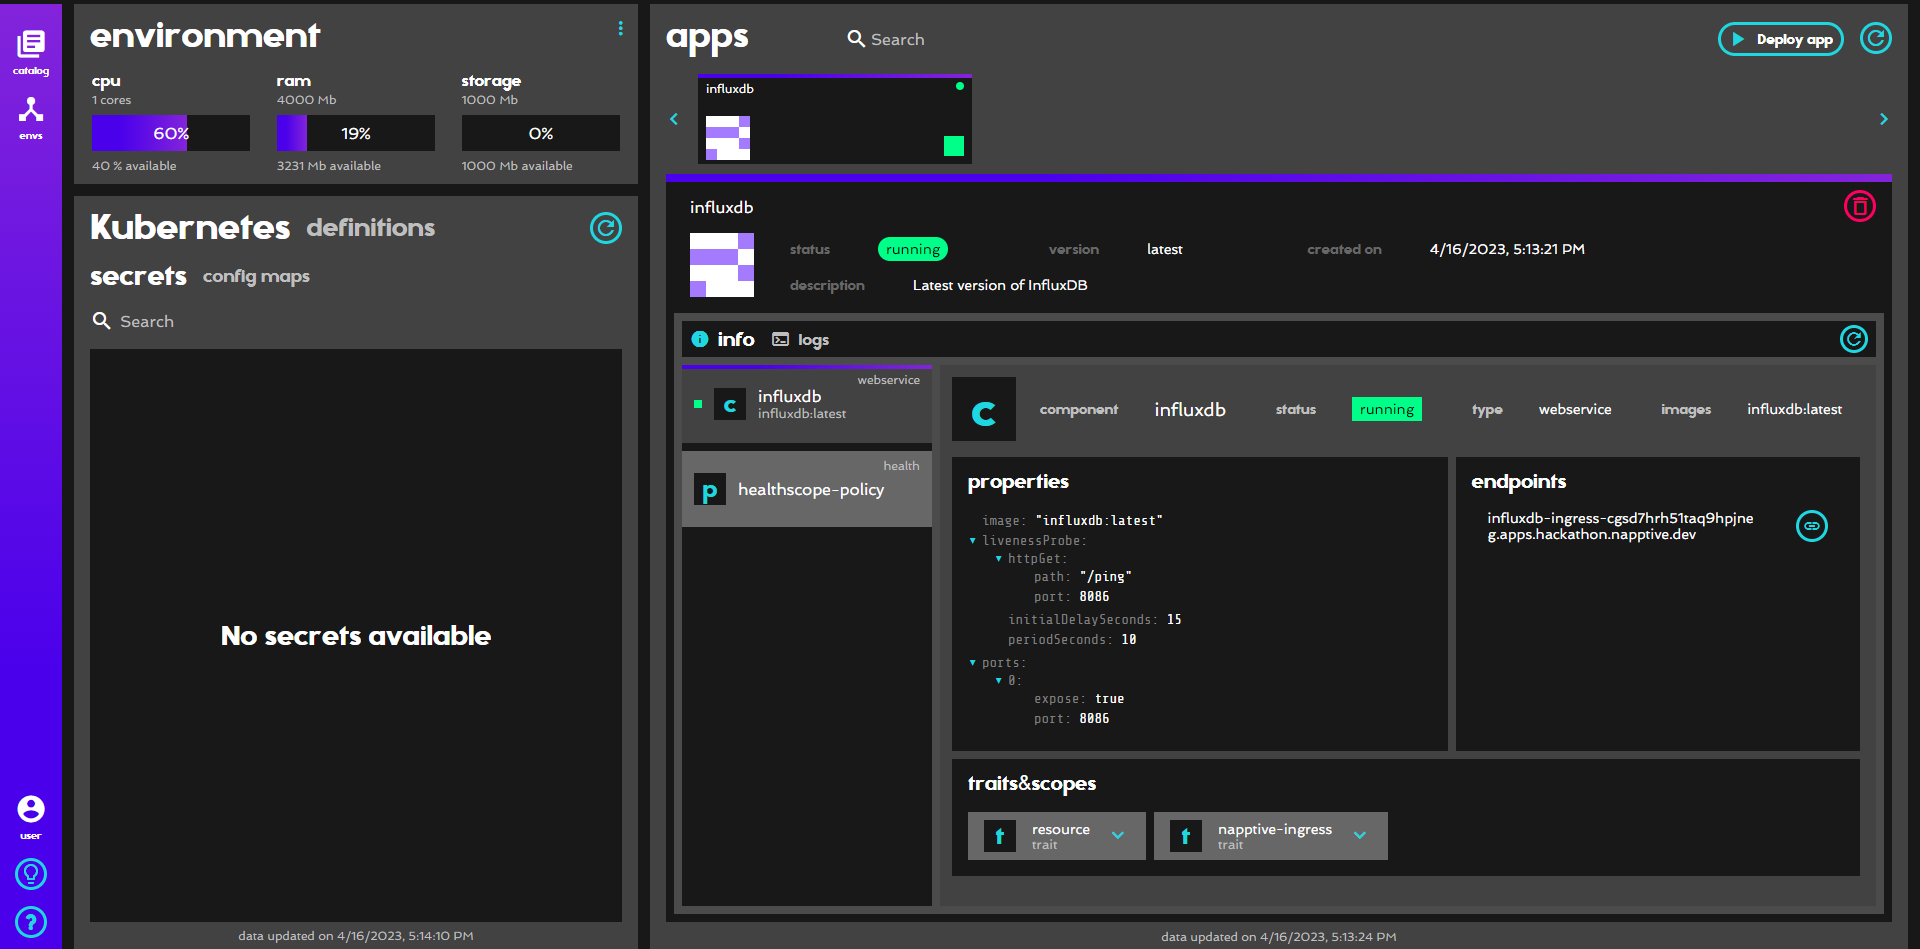 catalog
envs
user
environment
cpu
1 cores
60%
40 % available
ram
4000 Mb
19%
3231 Mb available
storage
1000 Mb
0%
1000 Mb available
Kubernetes definitions
secrets config maps
Search
No secrets available
data updated on 4/16/2023, 5:14:10 PM
apps
Search
Deploy app
influxdb
influxdb
status running version latest created on 4/16/2023, 5:13:21 PM
description Latest version of InfluxDB
info logs
webservice
c
influxdb
influxdb:latest
health
p
healthscope-policy
c
component influxdb status running type webservice images influxdb:latest
properties
image: "influxdb:latest"
livenessProbe:
httpGet:
path: "/ping"
port: 8086
initialDelaySeconds: 15
periodSeconds: 10
ports:
0:
expose: true
port: 8086
endpoints
influxdb-ingress-cgsd7hrh51taq9hpjne
g.apps.hackathon.napptive.dev
traits&scopes
t
resource
trait
t
napptive-ingress
trait
data updated on 4/16/2023, 5:13:24 PM
?